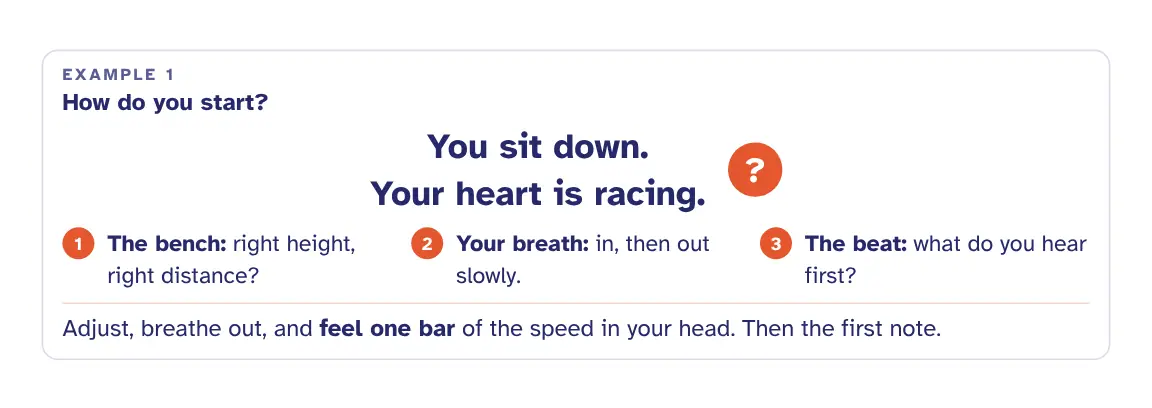 EXAMPLE 1
How do you start?
You sit down.
Your heart is racing.
?
1 The bench: right height,
right distance?
2 Your breath: in, then out
slowly.
3 The beat: what do you hear
first?
Adjust, breathe out, and feel one bar of the speed in your head. Then the first note.